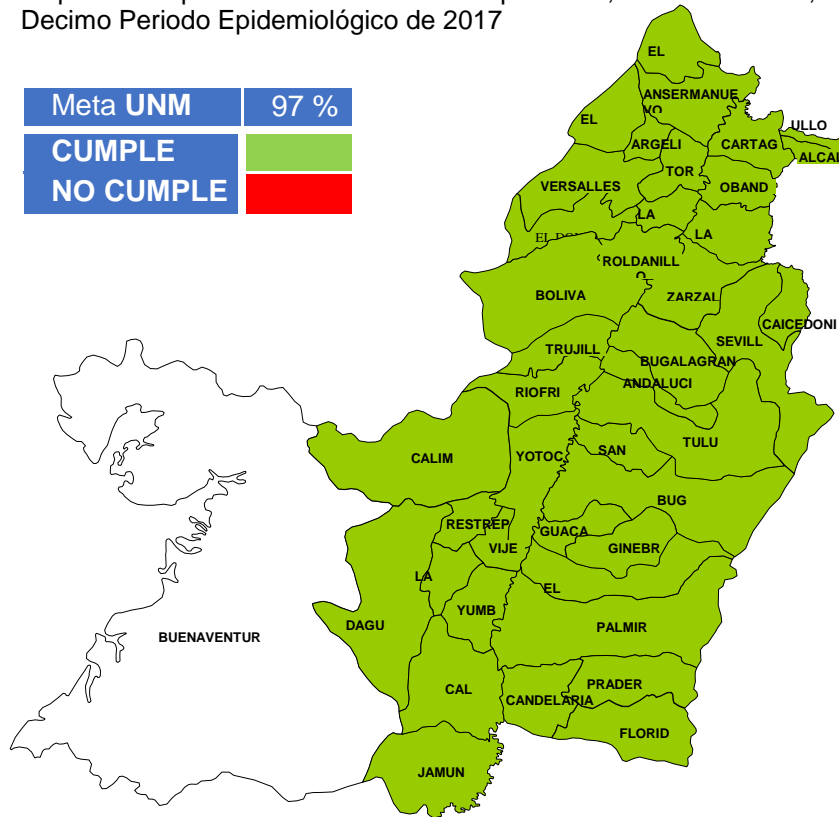 Decimo Periodo Epidemiológico de 2017
Meta UNM 97 %
CUMPLE
NO CUMPLE
EL
ANSERMANUE
VO
EL
ULLO
ARGELI
CARTAG
ALCAL
TOR
VERSALLES
OBAND
LA
LA
ROLDANILL
O
BOLIVA
ZARZAL
CAICEDONI
SEVILL
TRUJILL
BUGALAGRAN
ANDALUCI
RIOFRI
TULU
SAN
CALIM
YOTOC
BUG
RESTREP
GUACA
VIJE
GINEBR
LA
EL
YUMB
DAGU
PALMIR
BUENAVENTUR
PRADER
CAL
CANDELARIA
FLORID
JAMUN